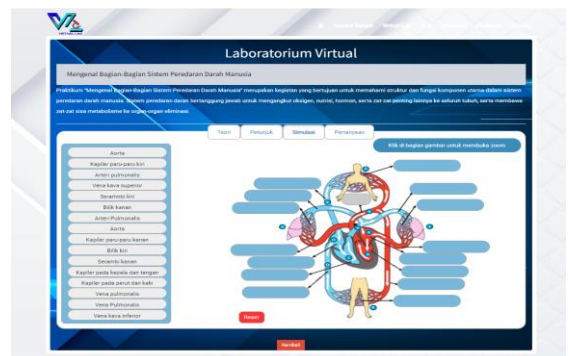 VIRTUAL LAB
Laboratorium Virtual
Mengenal Bagian-Bagian Sistem Peredaran Darah Manusia
Praktikum "Mengenal Bagian-Bagian Sistem Peredaran Darah Manusia" merupakan kegiatan yang bertujuan untuk memahami struktur dan fungsi komponen utama dalam sistem
peredaran darah manusia. Sistem peredaran darah bertanggung jawab untuk mengangkut oksigen, nutrisi, hormon, serta zat-zat penting lainnya ke seluruh tubuh, serta membawa
zat-zat sisa metabolisme ke organ-organ eliminasi.
Teori Petunjuk Simulasi Pertanyaan
Klik di bagian gambar untuk membuka zoom
Aorta
Kapiler paru-paru kiri
Arteri pulmonalis
Vena kava superior
Serambi kiri
Bilik kanan
Arteri Pulmonalis
Aorta
Kapiler paru-paru kanan
Bilik kiri
Serambi kanan
Kapiler pada kepala dan tangan
Kapiler pada perut dan kaki
Vena pulmonalis
Vena Pulmonalis
Vena kava inferior
Reset
Kembali